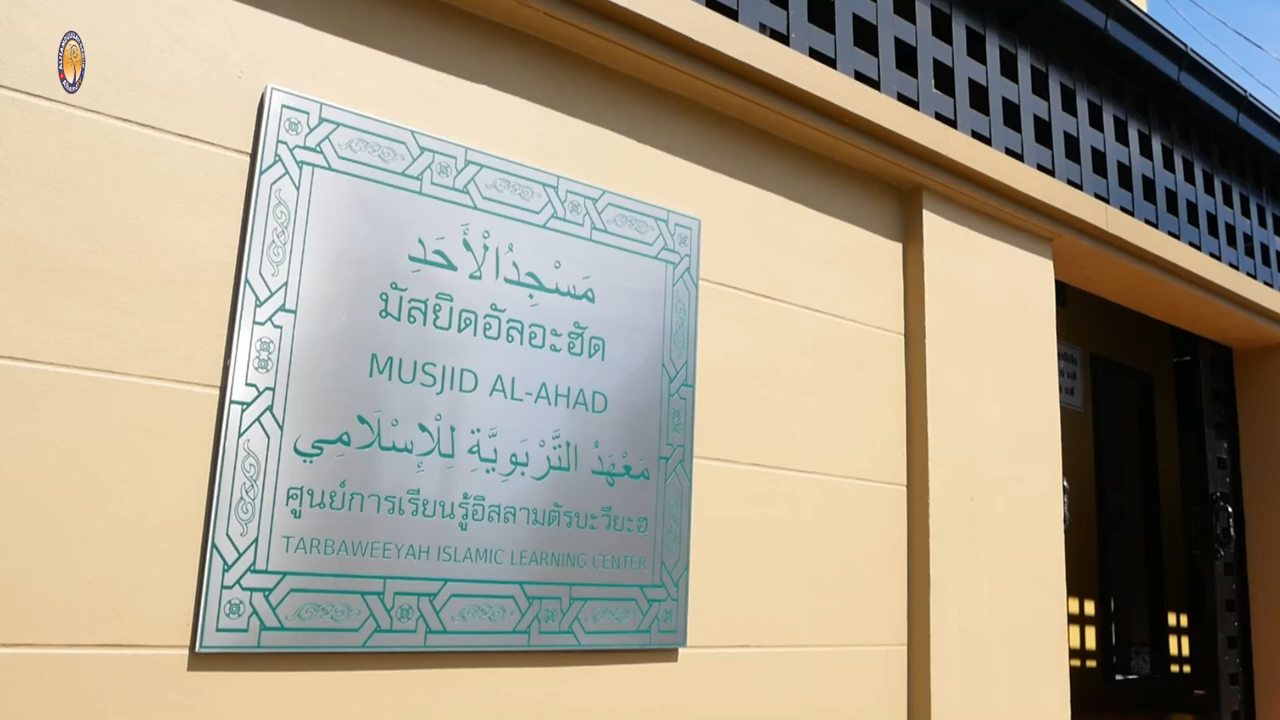 مَسْجِدُ الْأَحَدِ
มัสยิดอัลอะฮัด
MUSJID AL-AHAD
مَعْهَدُ التَّرْبَوِيَّةِ لِلْإِسْلَامِي
ศูนย์การเรียนรู้อิสลามตัรบะวียะฮฺ
TARBAWEEYAH ISLAMIC LEARNING CENTER